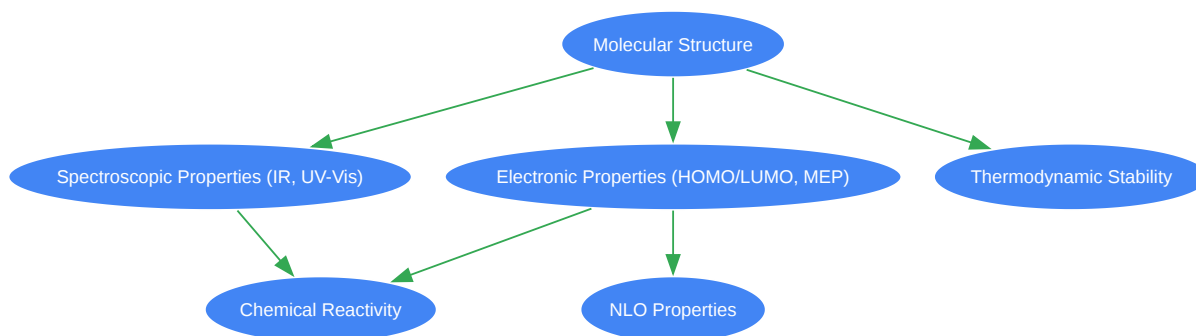 Molecular Structure
Spectroscopic Properties (IR, UV-Vis)
Electronic Properties (HOMO/LUMO, MEP)
Thermodynamic Stability
Chemical Reactivity
NLO Properties